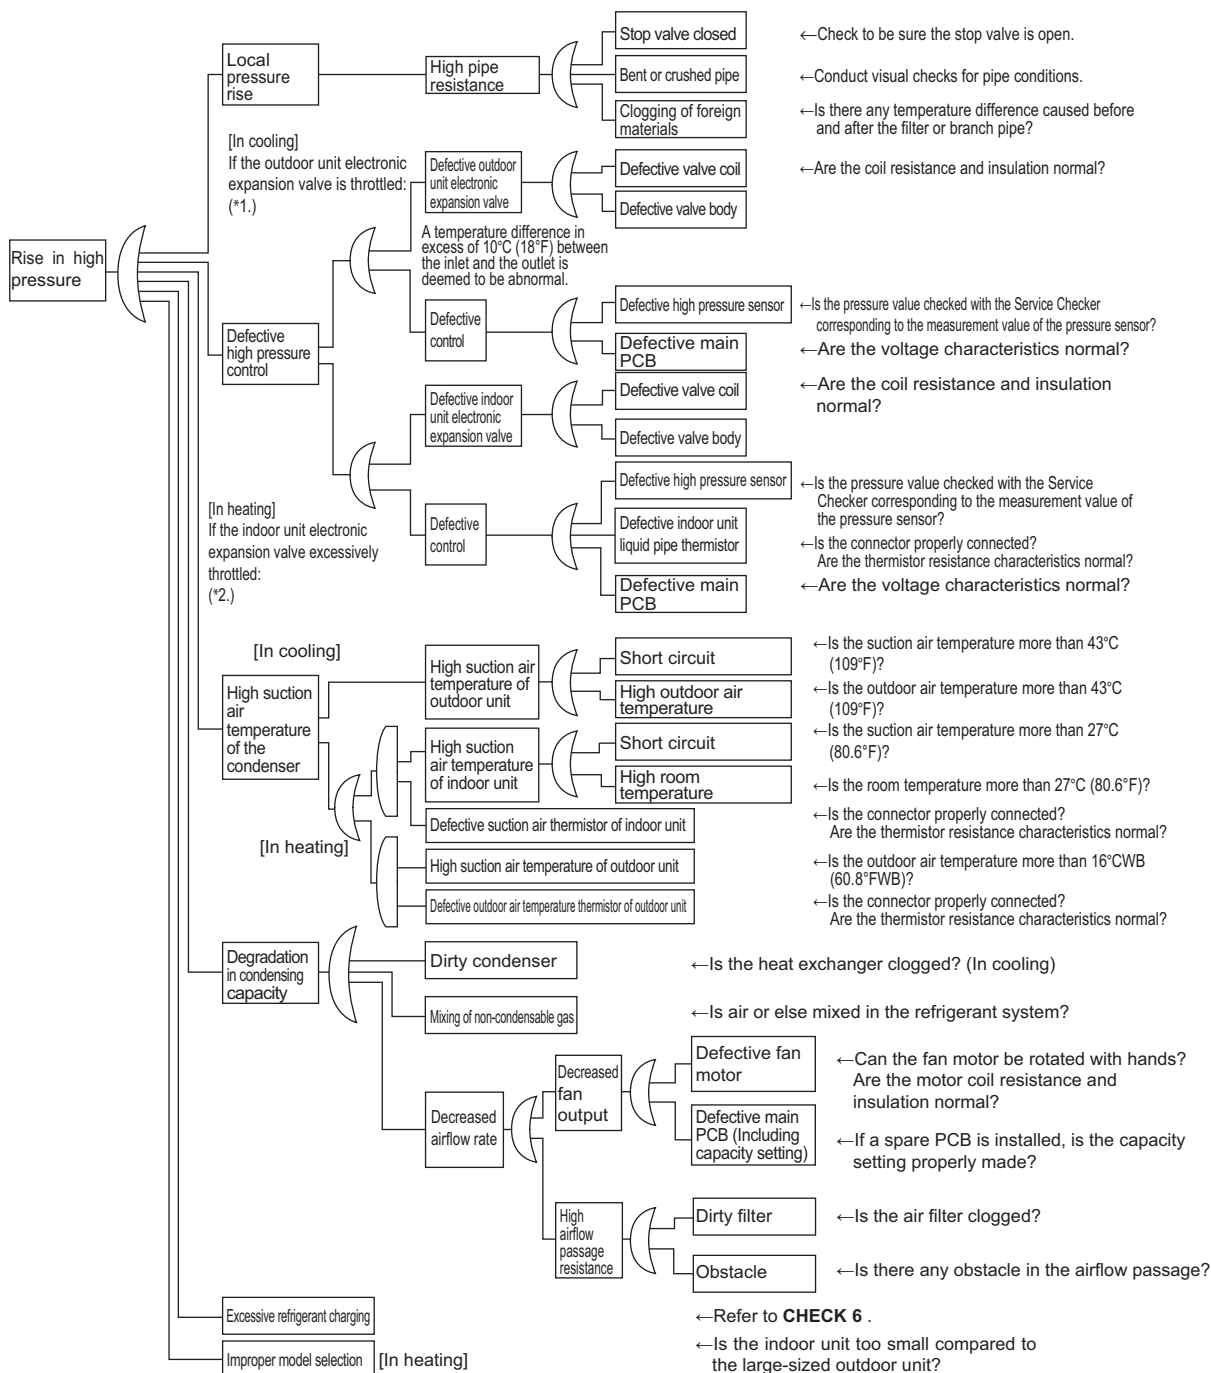 Stop valve closed
←Check to be sure the stop valve is open.
Local
pressure
rise
High pipe
resistance
Bent or crushed pipe
←Conduct visual checks for pipe conditions.
Clogging of foreign
materials
←Is there any temperature difference caused before
and after the filter or branch pipe?
[In cooling]
If the outdoor unit electronic
expansion valve is throttled:
(*1.)
Defective outdoor
unit electronic
expansion valve
Defective valve coil
←Are the coil resistance and insulation normal?
Defective valve body
A temperature difference in
excess of 10°C (18°F) between
the inlet and the outlet is
deemed to be abnormal.
Rise in high
pressure
Defective
high pressure
control
Defective
control
Defective high pressure sensor
←Is the pressure value checked with the Service Checker
corresponding to the measurement value of the pressure sensor?
Defective main
PCB
←Are the voltage characteristics normal?
Defective indoor
unit electronic
expansion valve
Defective valve coil
←Are the coil resistance and insulation
normal?
Defective valve body
[In heating]
If the indoor unit electronic
expansion valve excessively
throttled:
(*2.)
Defective
control
Defective high pressure sensor
←Is the pressure value checked with the Service
Checker corresponding to the measurement value of
the pressure sensor?
Defective indoor unit
liquid pipe thermistor
←Is the connector properly connected?
Are the thermistor resistance characteristics normal?
Defective main
PCB
←Are the voltage characteristics normal?
[In cooling]
High suction
air
temperature
of the
condenser
High suction air
temperature of
outdoor unit
Short circuit
←Is the suction air temperature more than 43°C
(109°F)?
High outdoor air
temperature
←Is the outdoor air temperature more than 43°C
(109°F)?
High suction
air temperature
of indoor unit
Short circuit
←Is the suction air temperature more than 27°C
(80.6°F)?
High room
temperature
←Is the room temperature more than 27°C (80.6°F)?
[In heating]
Defective suction air thermistor of indoor unit
←Is the connector properly connected?
Are the thermistor resistance characteristics normal?
High suction air temperature of outdoor unit
←Is the outdoor air temperature more than 16°CWB
(60.8°FWB)?
Defective outdoor air temperature thermistor of outdoor unit
←Is the connector properly connected?
Are the thermistor resistance characteristics normal?
Degradation
in condensing
capacity
Dirty condenser
←Is the heat exchanger clogged? (In cooling)
Mixing of non-condensable gas
←Is air or else mixed in the refrigerant system?
Decreased
airflow rate
Decreased
fan
output
Defective fan
motor
←Can the fan motor be rotated with hands?
Are the motor coil resistance and
insulation normal?
Defective main
PCB (Including
capacity setting)
←If a spare PCB is installed, is the capacity
setting properly made?
High
airflow
passage
resistance
Dirty filter
←Is the air filter clogged?
Obstacle
←Is there any obstacle in the airflow passage?
Excessive refrigerant charging
←Refer to CHECK 6 .
Improper model selection
[In heating]
←Is the indoor unit too small compared to
the large-sized outdoor unit?